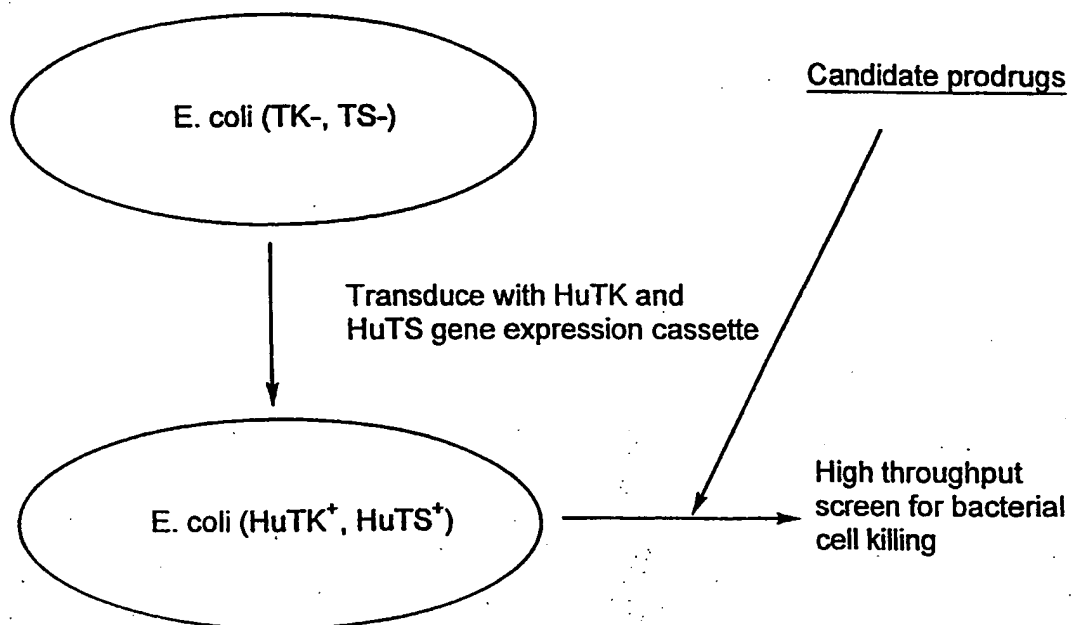 E. coli (TK-, TS-)
Candidate prodrugs
Transduce with HuTK and
HuTS gene expression cassette
E. coli (HuTK⁺, HuTS⁺)
High throughput
screen for bacterial
cell killing